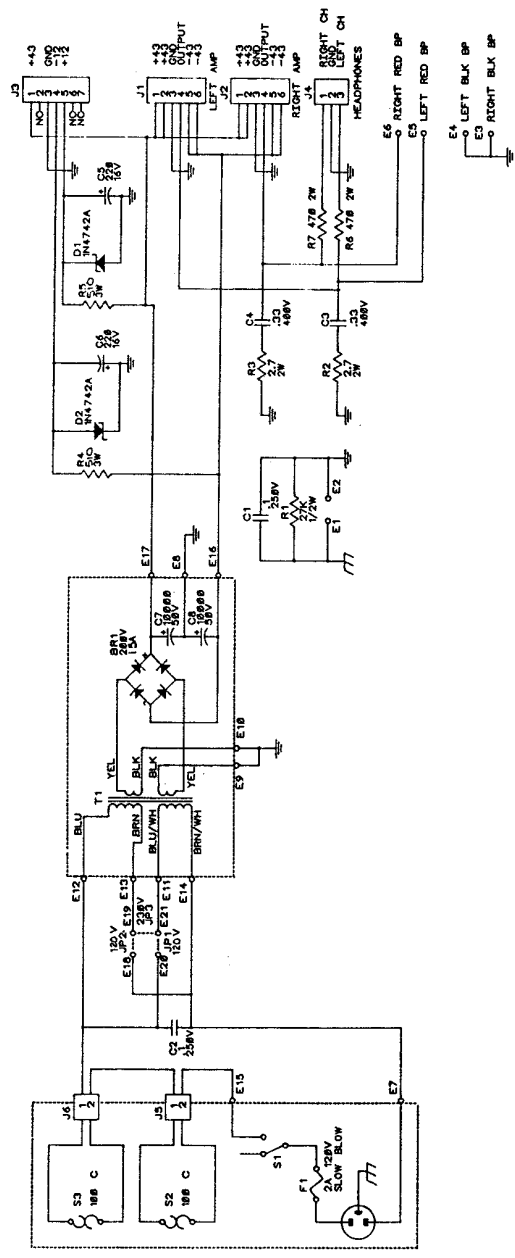 J3
+43
GND
+12
+12
NC
1
2
3
4
5
6
7
NC
NC
J1
+43
+43
GND
OUTPUT
-43
-43
1
2
3
4
5
6
LEFT AMP
J2
+43
+43
GND
OUTPUT
-43
-43
1
2
3
4
5
6
RIGHT AMP
J4
RIGHT CH
GND
LEFT CH
1
2
3
HEADPHONES
E6 RIGHT RED BP
E5 LEFT RED BP
E4 LEFT BLK BP
E3 RIGHT BLK BP
C5
220
16V
D1
1N4742A
R5
510
3W
C6
220
16V
D2
1N4742A
R4
510
3W
R7 470 2W
R6 470 2W
C4
.33
400V
R3
2.7
2W
C3
.33
400V
R2
2.7
2W
C1
.1
250V
R1
27K
1/2W
E1
E2
E17
E8
E16
BR1
200V
15A
C7
10000
50V
C8
10000
50V
YEL
BLK
BLK
YEL
T1
E10
E9
BLU
BRN
BLU/WH
BRN/WH
E12
E13
E11
E14
E19
E21
230V
JP3
120V
JP2
JP1
120V
E18
E20
C2
.1
250V
J6
1
2
J5
1
2
E15
E7
S3
100 C
S2
100 C
S1
F1
2A 120V
SLOW BLOW